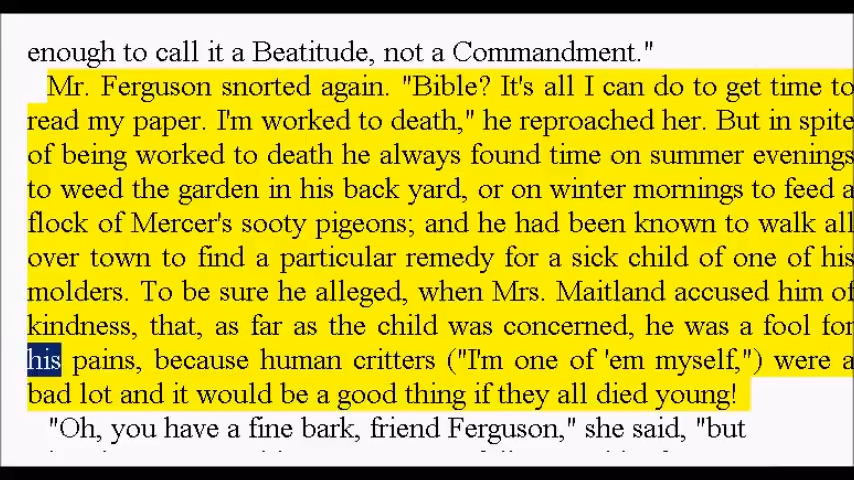 enough to call it a Beatitude, not a Commandment."
Mr. Ferguson snorted again. "Bible? It's all I can do to get time to
read my paper. I'm worked to death," he reproached her. But in spite
of being worked to death he always found time on summer evenings
to weed the garden in his back yard, or on winter mornings to feed a
flock of Mercer's sooty pigeons; and he had been known to walk all
over town to find a particular remedy for a sick child of one of his
molders. To be sure he alleged, when Mrs. Maitland accused him of
kindness, that, as far as the child was concerned, he was a fool for
his pains, because human critters ("I'm one of 'em myself,") were a
bad lot and it would be a good thing if they all died young!
"Oh, you have a fine bark, friend Ferguson," she said, "but